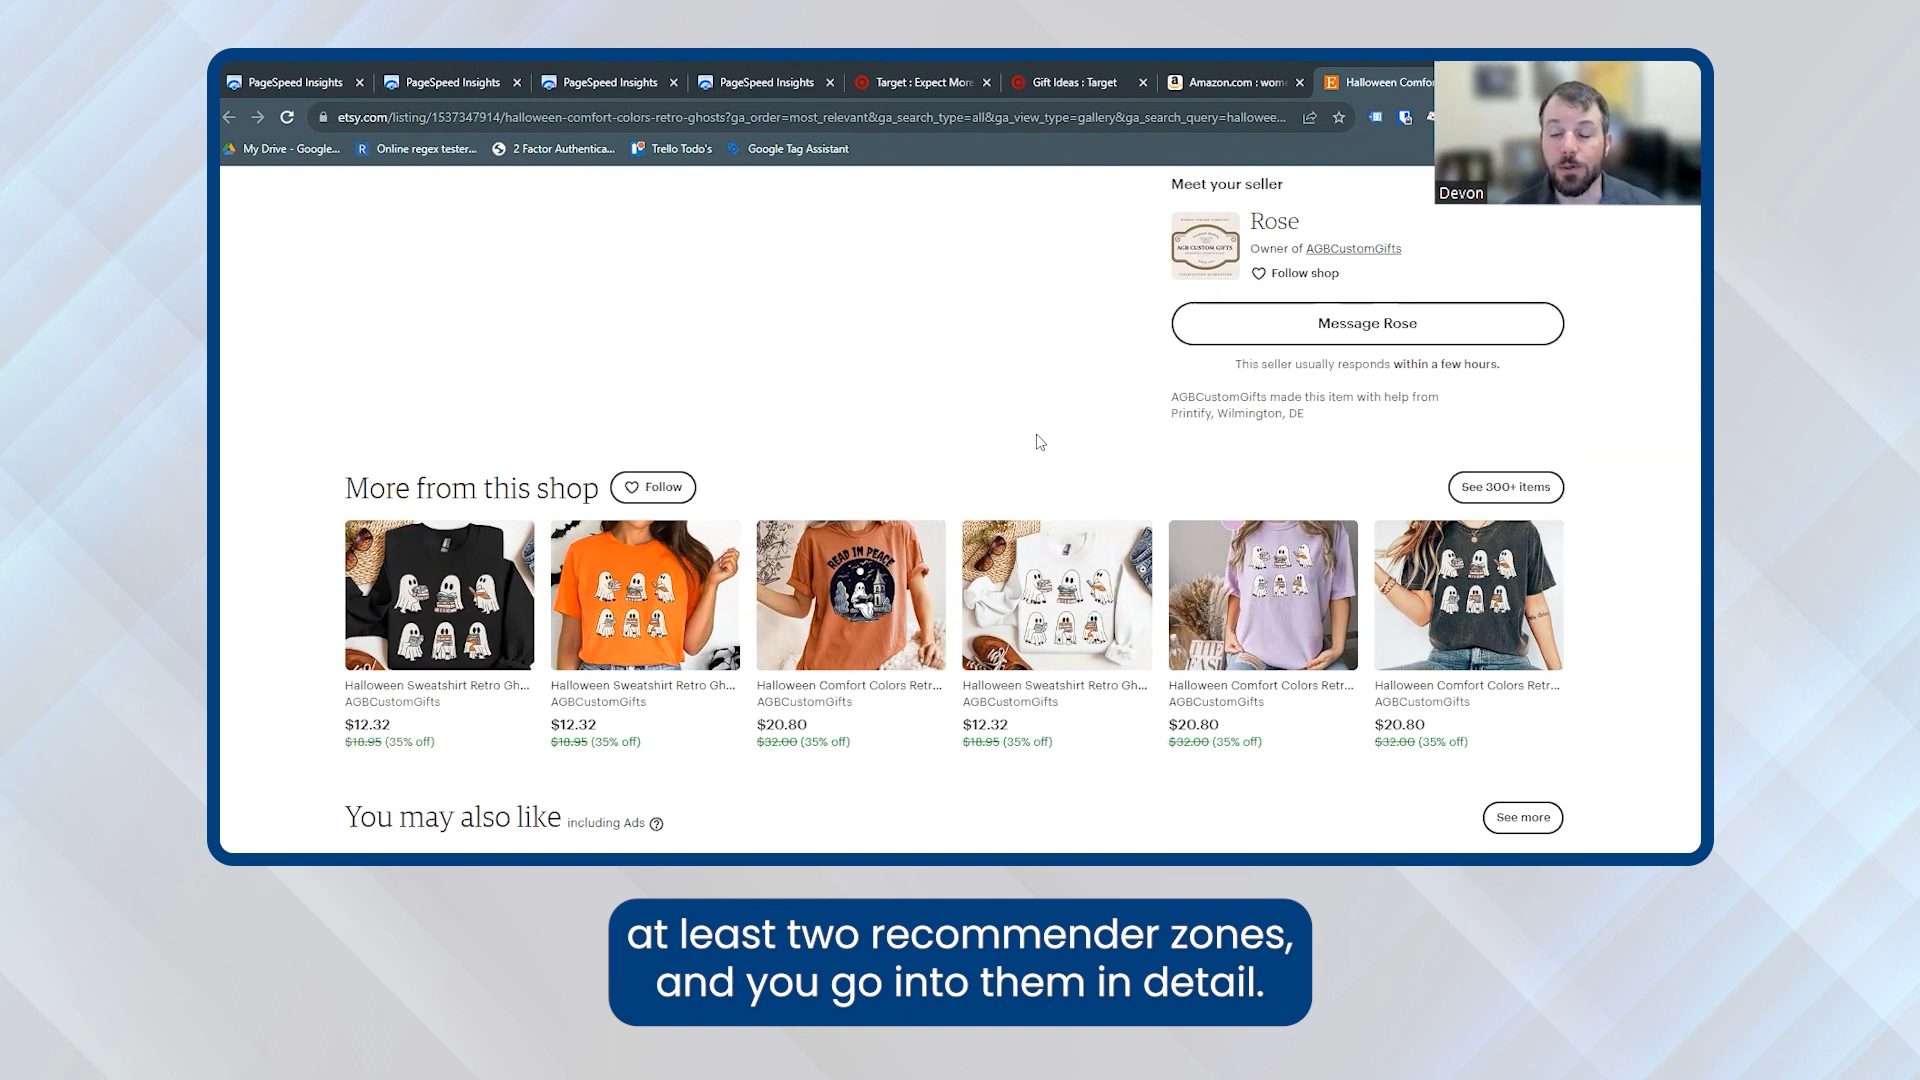 PageSpeed Insights
PageSpeed Insights
PageSpeed Insights
PageSpeed Insights
Target : Expect More
Gift Ideas : Target
Amazon.com : wom
Halloween Comfo
etsy.com/listing/1537347914/halloween-comfort-colors-retro-ghosts?ga_order=most_relevant&ga_search_type=all&ga_view_type=gallery&ga_search_query=hallowee...
My Drive - Google...
Online regex tester...
2 Factor Authentica...
Trello Todo's
Google Tag Assistant
Devon
Meet your seller
AGB CUSTOM GIFTS
Rose
Owner of AGBCustomGifts
Follow shop
Message Rose
This seller usually responds within a few hours.
AGBCustomGifts made this item with help from
Printify, Wilmington, DE
More from this shop
Follow
See 300+ items
READ IN PEACE
Halloween Sweatshirt Retro Gh...
AGBCustomGifts
$12.32
$18.95 (35% off)
Halloween Sweatshirt Retro Gh...
AGBCustomGifts
$12.32
$18.95 (35% off)
Halloween Comfort Colors Retr...
AGBCustomGifts
$20.80
$32.00 (35% off)
Halloween Sweatshirt Retro Gh...
AGBCustomGifts
$12.32
$18.95 (35% off)
Halloween Comfort Colors Retr...
AGBCustomGifts
$20.80
$32.00 (35% off)
Halloween Comfort Colors Retr...
AGBCustomGifts
$20.80
$32.00 (35% off)
You may also like including Ads
See more
at least two recommender zones,
and you go into them in detail.